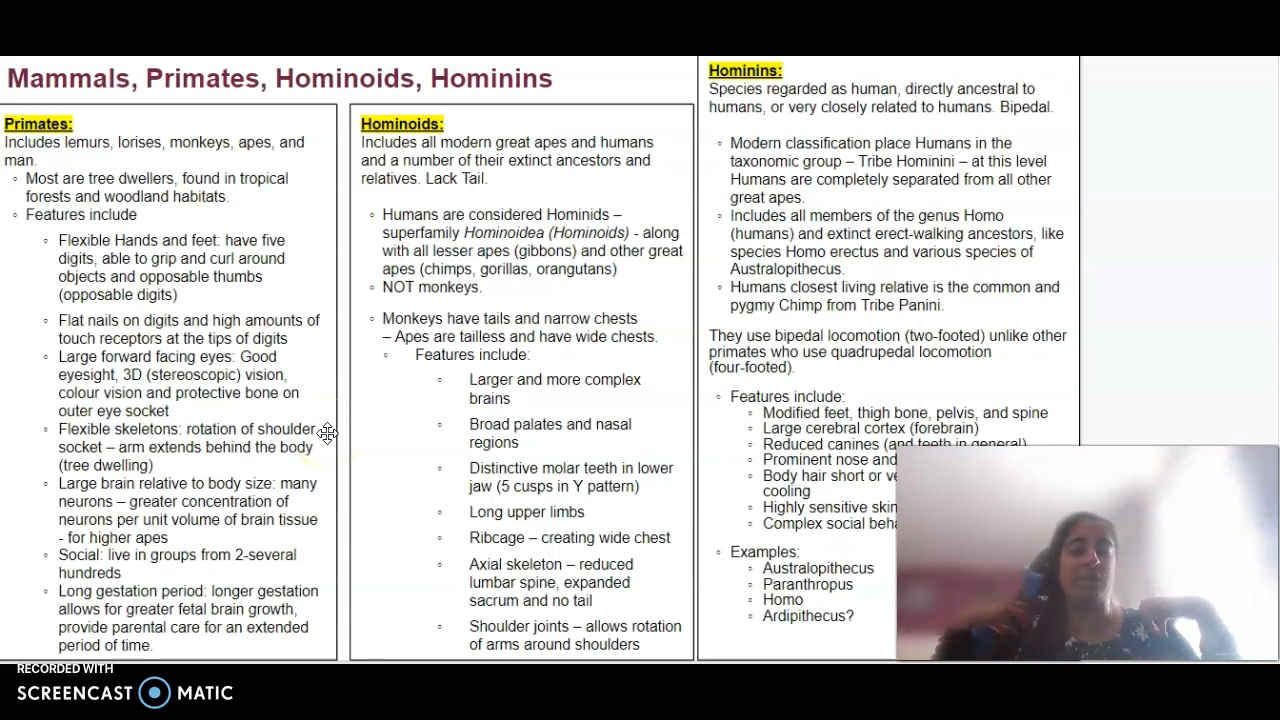 Mammals, Primates, Hominoids, Hominins
Primates:
Includes lemurs, lorises, monkeys, apes, and
man.
◦ Most are tree dwellers, found in tropical
forests and woodland habitats.
◦ Features include
◦ Flexible Hands and feet: have five
digits, able to grip and curl around
objects and opposable thumbs
(opposable digits)
◦ Flat nails on digits and high amounts of
touch receptors at the tips of digits
◦ Large forward facing eyes: Good
eyesight, 3D (stereoscopic) vision,
colour vision and protective bone on
outer eye socket
◦ Flexible skeletons: rotation of shoulder
socket – arm extends behind the body
(tree dwelling)
◦ Large brain relative to body size: many
neurons – greater concentration of
neurons per unit volume of brain tissue
- for higher apes
◦ Social: live in groups from 2-several
hundreds
◦ Long gestation period: longer gestation
allows for greater fetal brain growth,
provide parental care for an extended
period of time.
Hominoids:
Includes all modern great apes and humans
and a number of their extinct ancestors and
relatives. Lack Tail.
◦ Humans are considered Hominids –
superfamily Hominoidea (Hominoids) - along
with all lesser apes (gibbons) and other great
apes (chimps, gorillas, orangutans)
◦ NOT monkeys.
◦ Monkeys have tails and narrow chests
– Apes are tailless and have wide chests.
◦ Features include:
◦ Larger and more complex
brains
◦ Broad palates and nasal
regions
◦ Distinctive molar teeth in lower
jaw (5 cusps in Y pattern)
◦ Long upper limbs
◦ Ribcage – creating wide chest
◦ Axial skeleton – reduced
lumbar spine, expanded
sacrum and no tail
◦ Shoulder joints – allows rotation
of arms around shoulders
Hominins:
Species regarded as human, directly ancestral to
humans, or very closely related to humans. Bipedal.
◦ Modern classification place Humans in the
taxonomic group – Tribe Hominini – at this level
Humans are completely separated from all other
great apes.
◦ Includes all members of the genus Homo
(humans) and extinct erect-walking ancestors, like
species Homo erectus and various species of
Australopithecus.
◦ Humans closest living relative is the common and
pygmy Chimp from Tribe Panini.
They use bipedal locomotion (two-footed) unlike other
primates who use quadrupedal locomotion
(four-footed).
◦ Features include:
◦ Modified feet, thigh bone, pelvis, and spine
◦ Large cerebral cortex (forebrain)
◦ Reduced canines (and teeth in general)
◦ Prominent nose and
◦ Body hair short or
cooling
◦ Highly sensitive
◦ Complex social
◦ Examples:
◦ Australopithecus
◦ Paranthropus
◦ Homo
◦ Ardipithecus?
RECORDED WITH
SCREENCAST MATIC